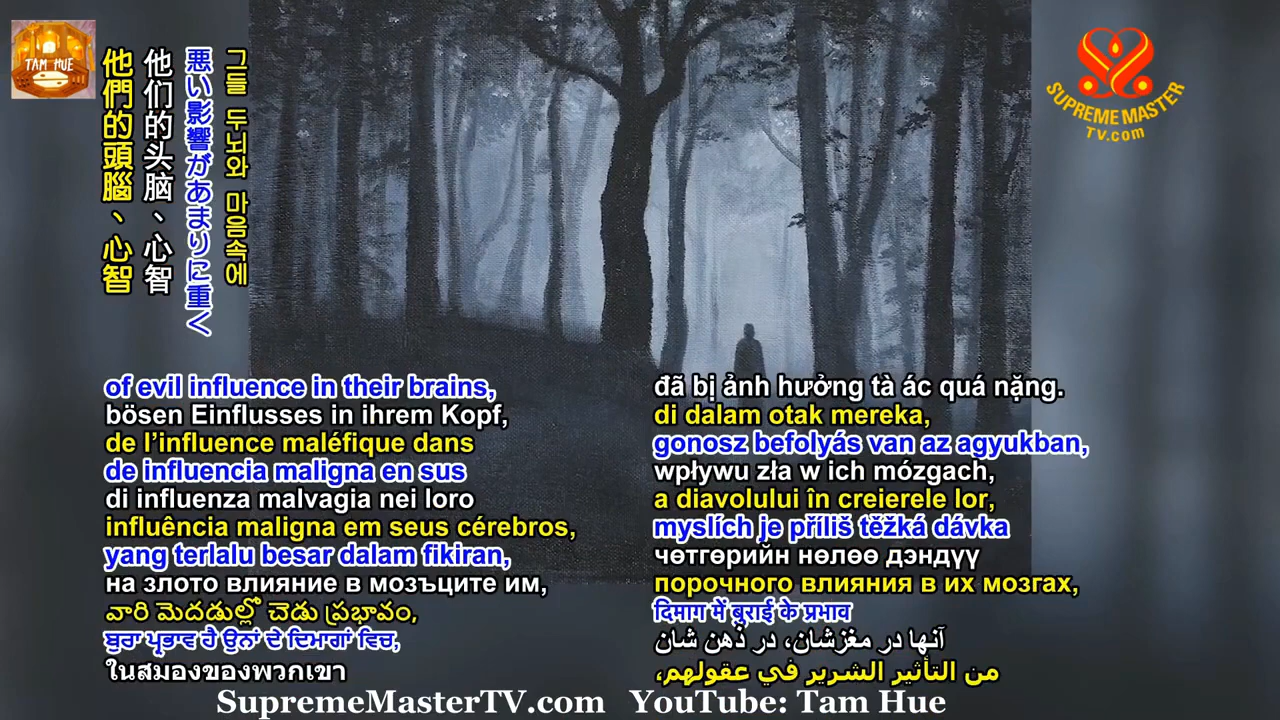 TAM HUE
他們的頭腦、心智
他们的头脑、心智
悪い影響があまりに重く
그들 두뇌와 마음속에
SUPREME MASTER
TV.com
of evil influence in their brains,
bösen Einflusses in ihrem Kopf,
de l’influence maléfique dans
de influencia maligna en sus
di influenza malvagia nei loro
influência maligna em seus cérebros,
yang terlalu besar dalam fikiran,
на злото влияние в мозъците им,
వారి మెదడుల్లో చెడు ప్రభావం,
ਬੁਰਾ ਪ੍ਰਭਾਵ ਹੈ ਉਨਾਂ ਦੇ ਦਿਮਾਗਾਂ ਵਿਚ,
ในสมองของพวกเขา
đã bị ảnh hưởng tà ác quá nặng.
di dalam otak mereka,
gonosz befolyás van az agyukban,
wpływu zła w ich mózgach,
a diavolului în creierele lor,
myslích je příliš těžká dávka
чөтгөрийн нөлөө дэндүү
порочного влияния в их мозгах,
दिमाग में बुराई के प्रभाव
آنها در مغزشان، در ذهن شان
من التأثير الشرير في عقولهم،
SupremeMasterTV.com YouTube: Tam Hue